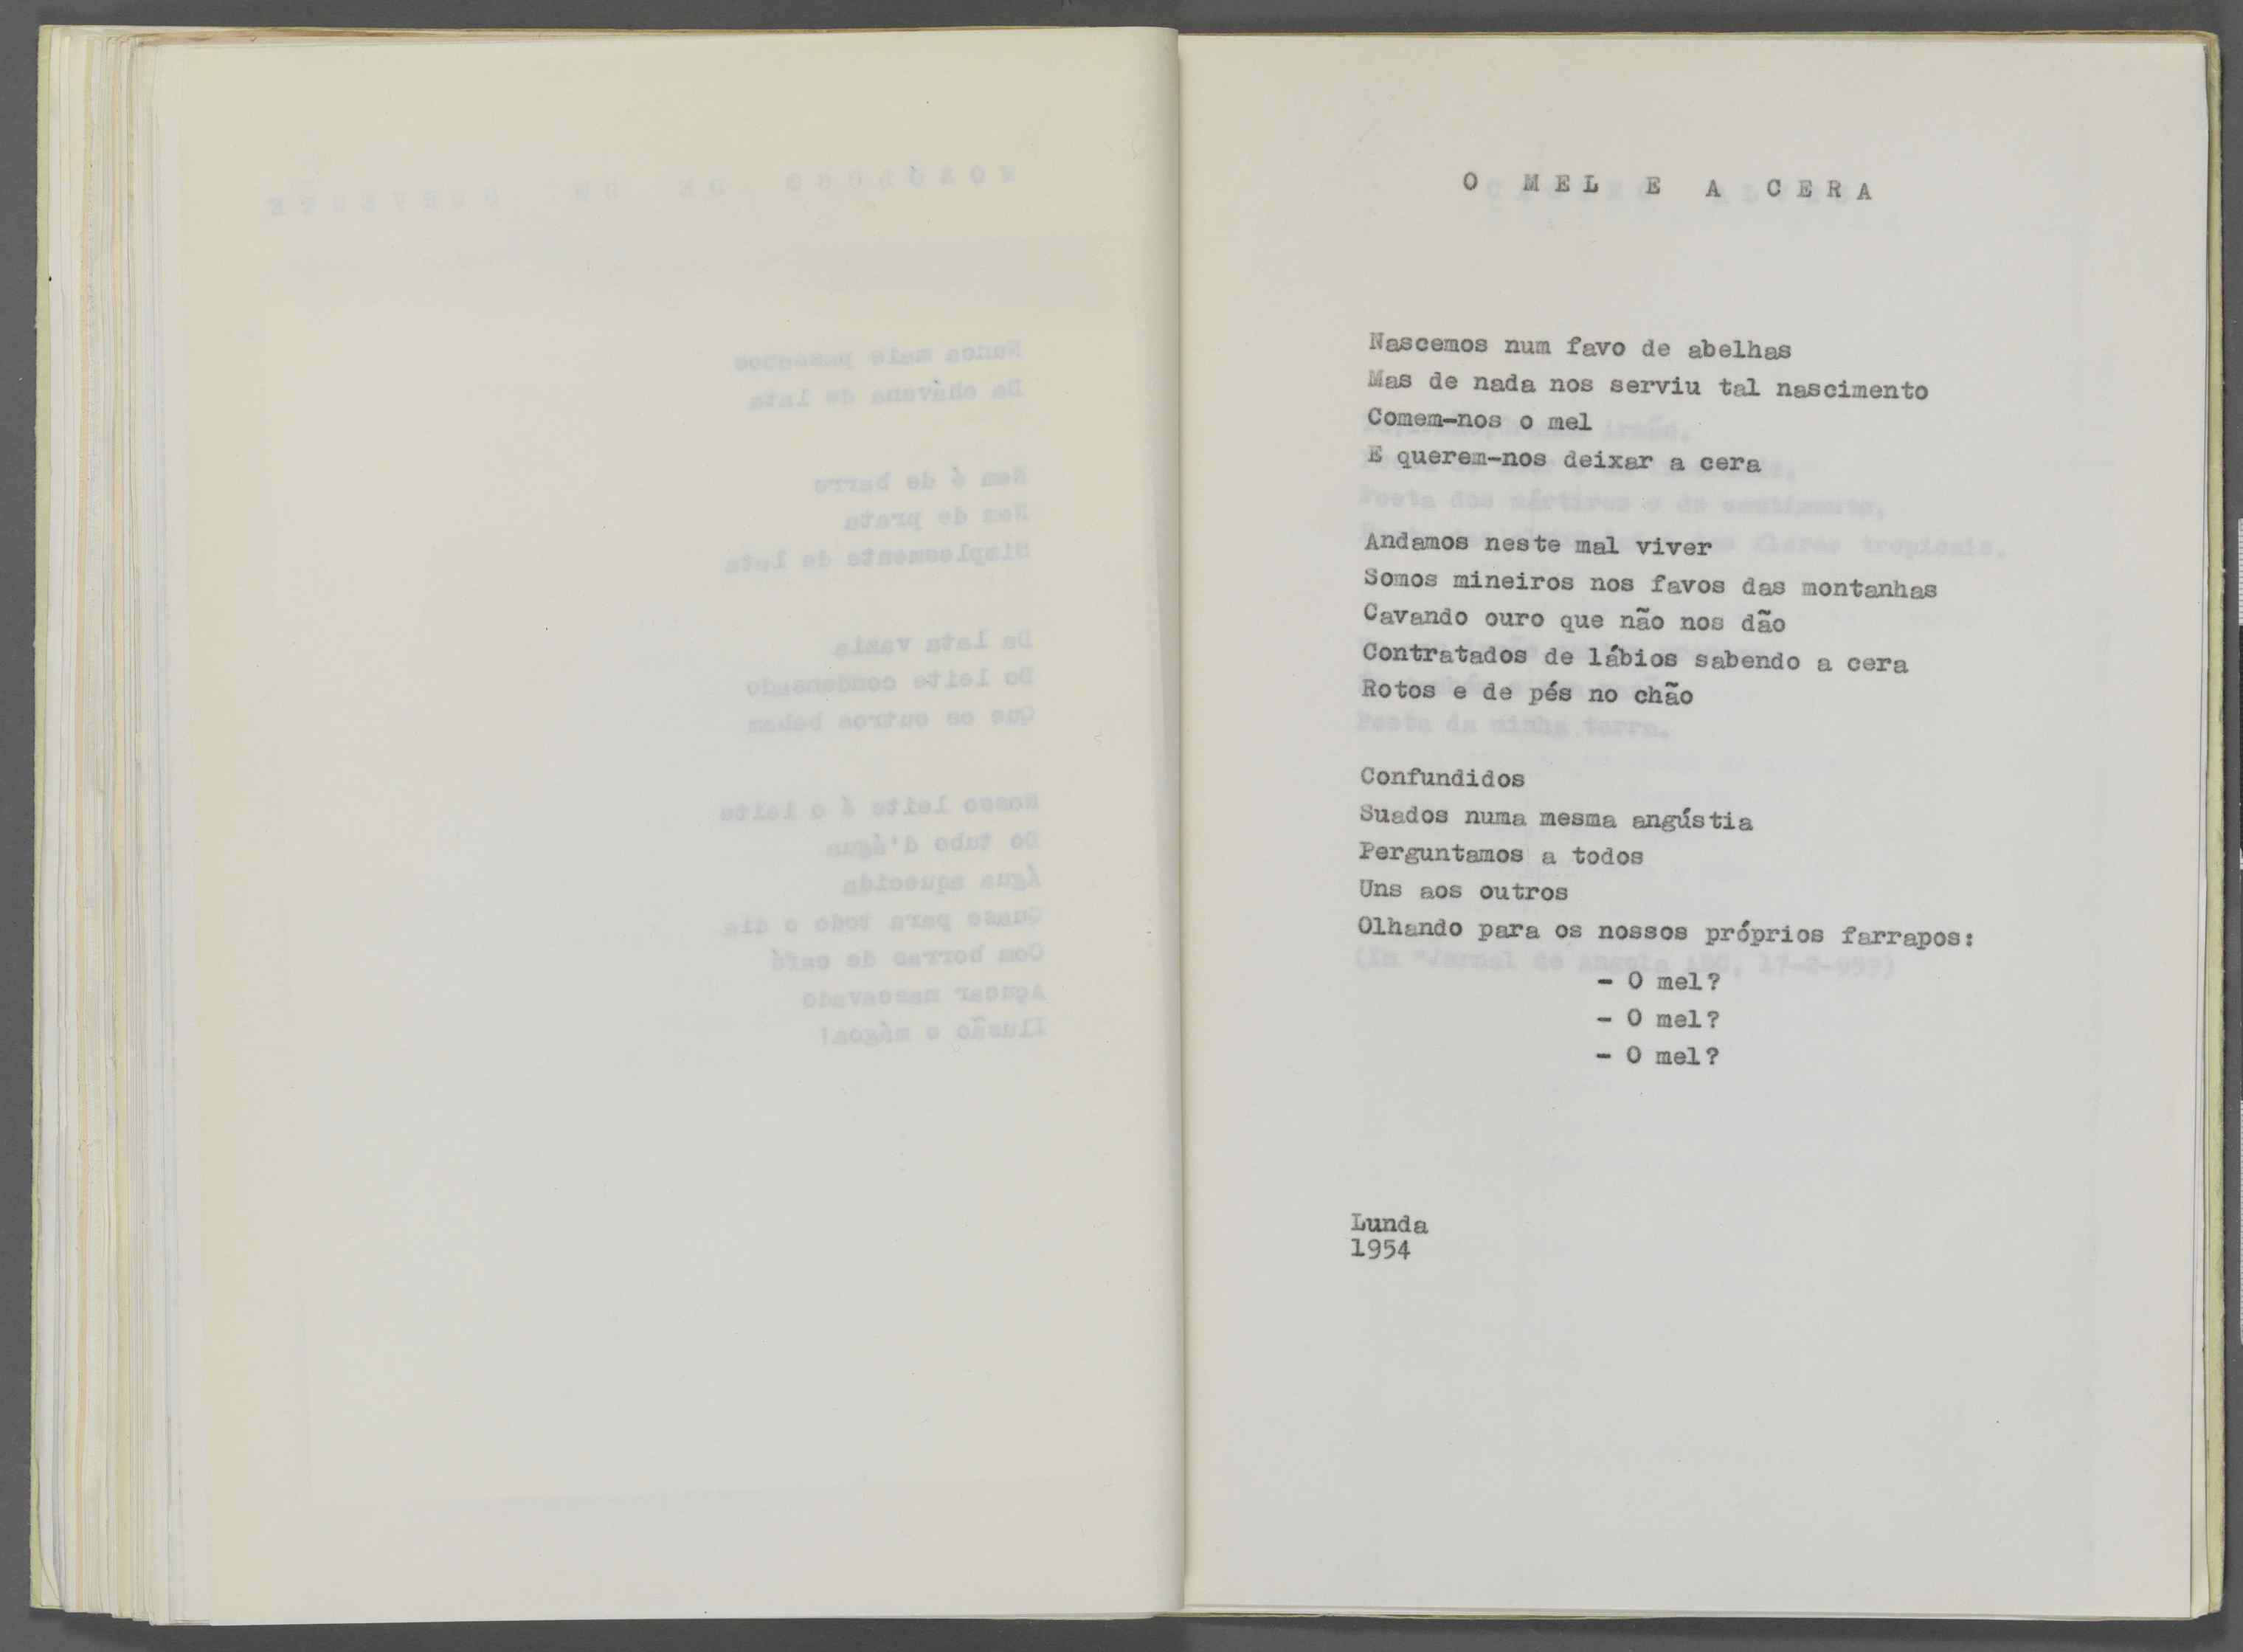 O MEL E A CERA
Nascemos num favo de abelhas
Mas de nada nos serviu tal nascimento
Comem-nos o mel
E querem-nos deixar a cera
Andamos neste mal viver
Somos mineiros nos favos das montanhas
Cavando ouro que não nos dão
Contratados de lábios sabendo a cera
Rotos e de pés no chão
Confundidos
Suados numa mesma angústia
Perguntamos a todos
Uns aos outros
Olhando para os nossos próprios farrapos:
- O mel?
- O mel?
- O mel?
Lunda
1954